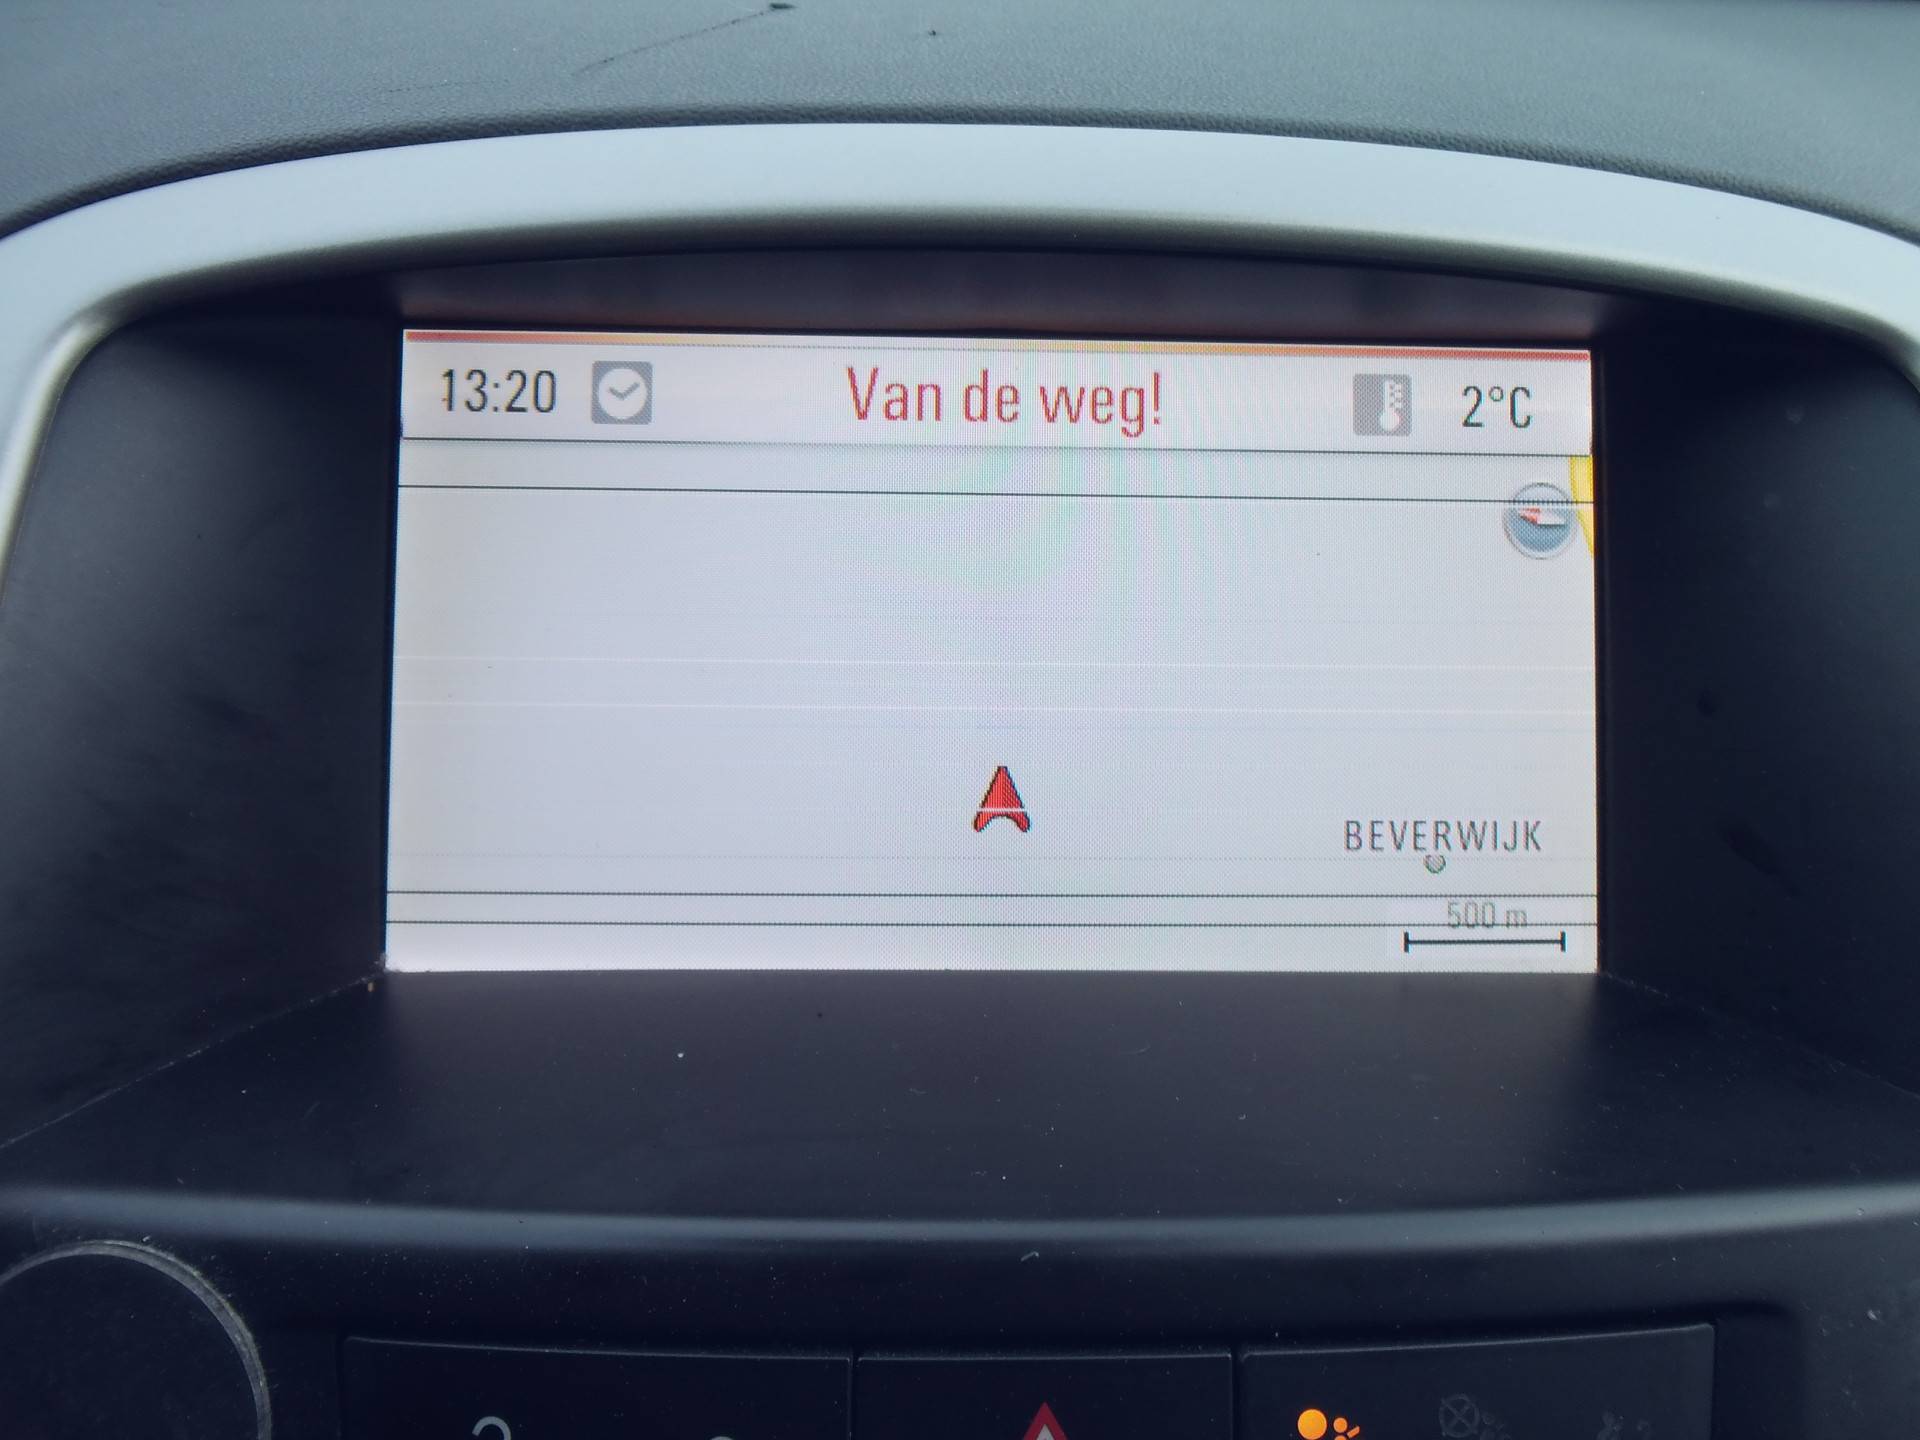 13:20 Van de weg! 2°C
BEVERWIJK
500 m